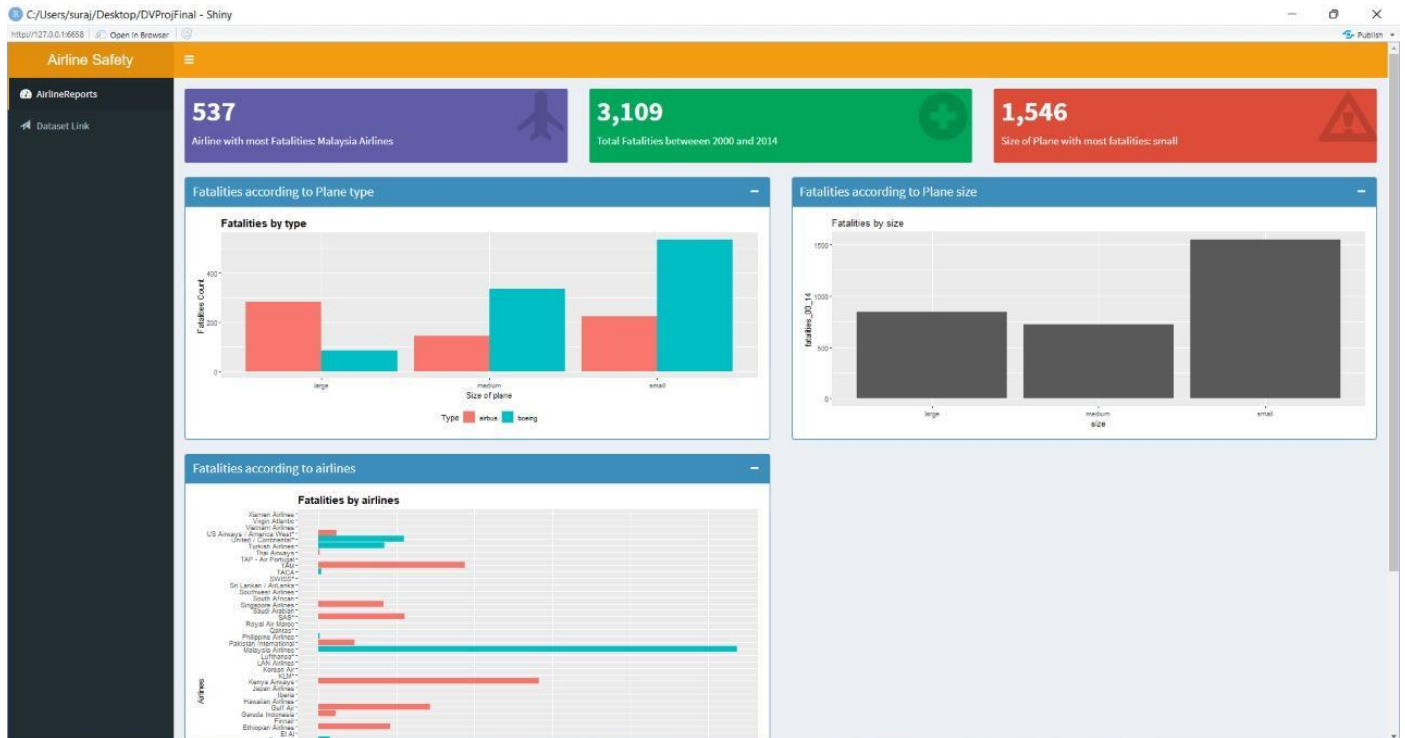 C:/Users/suraj/Desktop/DVProjFinal - Shiny
http://127.0.0.1:6658 Open in Browser Publish
Airline Safety
AirlineReports
Dataset Link
537
Airline with most Fatalities: Malaysia Airlines
3,109
Total Fatalities betweeen 2000 and 2014
1,546
Size of Plane with most fatalities: small
Fatalities according to Plane type
Fatalities by type
Fatalities Count
400
200
0
large medium small
Size of plane
Type airbus boeing
Fatalities according to Plane size
Fatalities by size
fatalities_00_14
1500
1000
500
0
large medium small
size
Fatalities according to airlines
Fatalities by airlines
Airlines
Xiamen Airlines
Virgin Atlantic
Vietnam Airlines
US Airways / America West*
United / Continental*
Turkish Airlines
Thai Airways
TAP - Air Portugal
TAM
TACA
SWISS*
Sri Lankan / AirLanka
Southwest Airlines
South African
Singapore Airlines
Saudi Arabian
SAS*
Royal Air Maroc
Qantas*
Philippine Airlines
Pakistan International
Malaysia Airlines
Lufthansa*
LAN Airlines
Korean Air
KLM*
Kenya Airways
Japan Airlines
Iberia
Hawaiian Airlines
Gulf Air
Garuda Indonesia
Finnair
Ethiopian Airlines
El Al